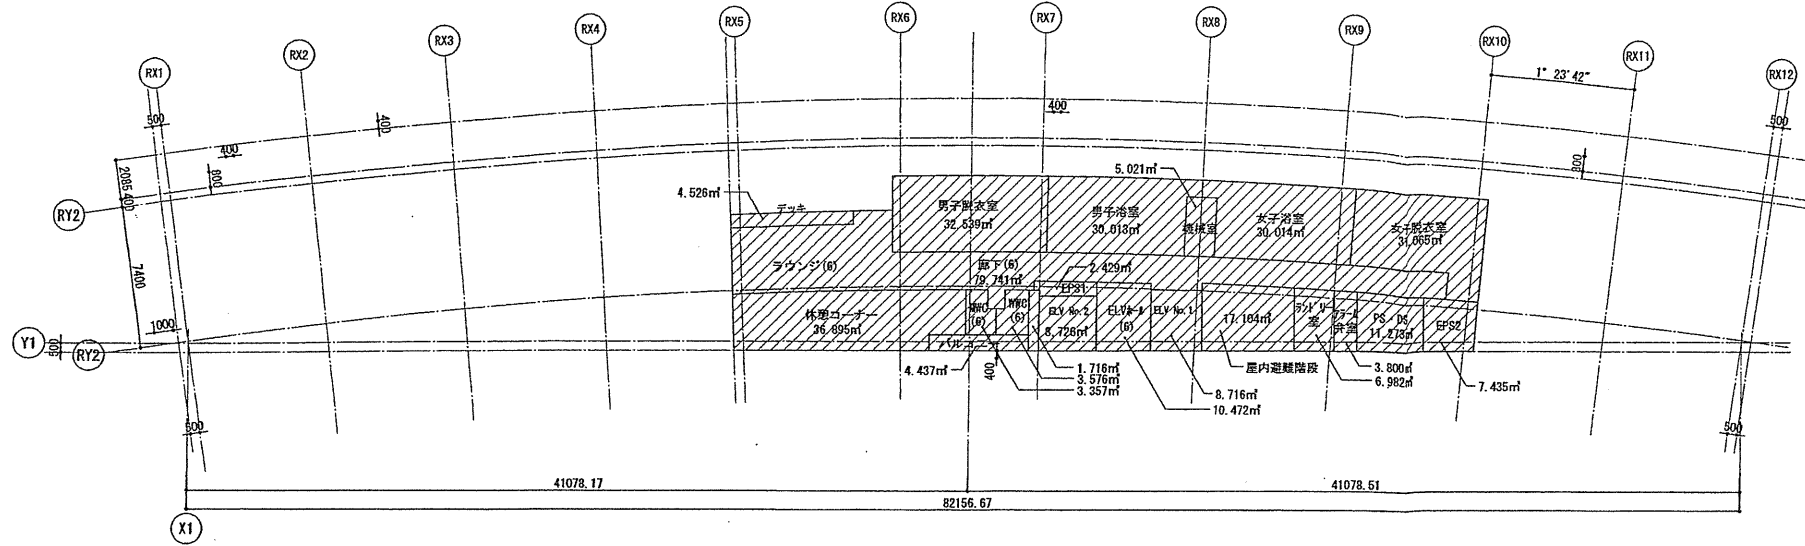 RX1
RX2
RX3
RX4
RX5
RX6
RX7
RX8
RX9
RX10
RX11
RX12
1° 23'42"
500
400
400
400
500
800
800
2085.400
7400
1000
RY2
Y1
500
RY2
4.526㎡
デッキ
ラウンジ(6)
男子脱衣室
32.539㎡
男子浴室
30.013㎡
5.021㎡
機械室
女子浴室
30.014㎡
女子脱衣室
31.065㎡
廊下(6)
79.741㎡
2.429㎡
休憩コーナー
36.895㎡
WWC
(6)
MWC
(6)
EPS1
ELV No.2
8.726㎡
ELVホール
(6)
ELV No.1
17.104㎡
ランドリー
室
アラーム
弁室
PS・DS
11.273㎡
EPS2
バルコニー
4.437㎡
400
1.716㎡
3.576㎡
3.357㎡
屋内避難階段
8.716㎡
10.472㎡
3.800㎡
6.982㎡
7.435㎡
500
500
41078.17
41078.51
82156.67
X1